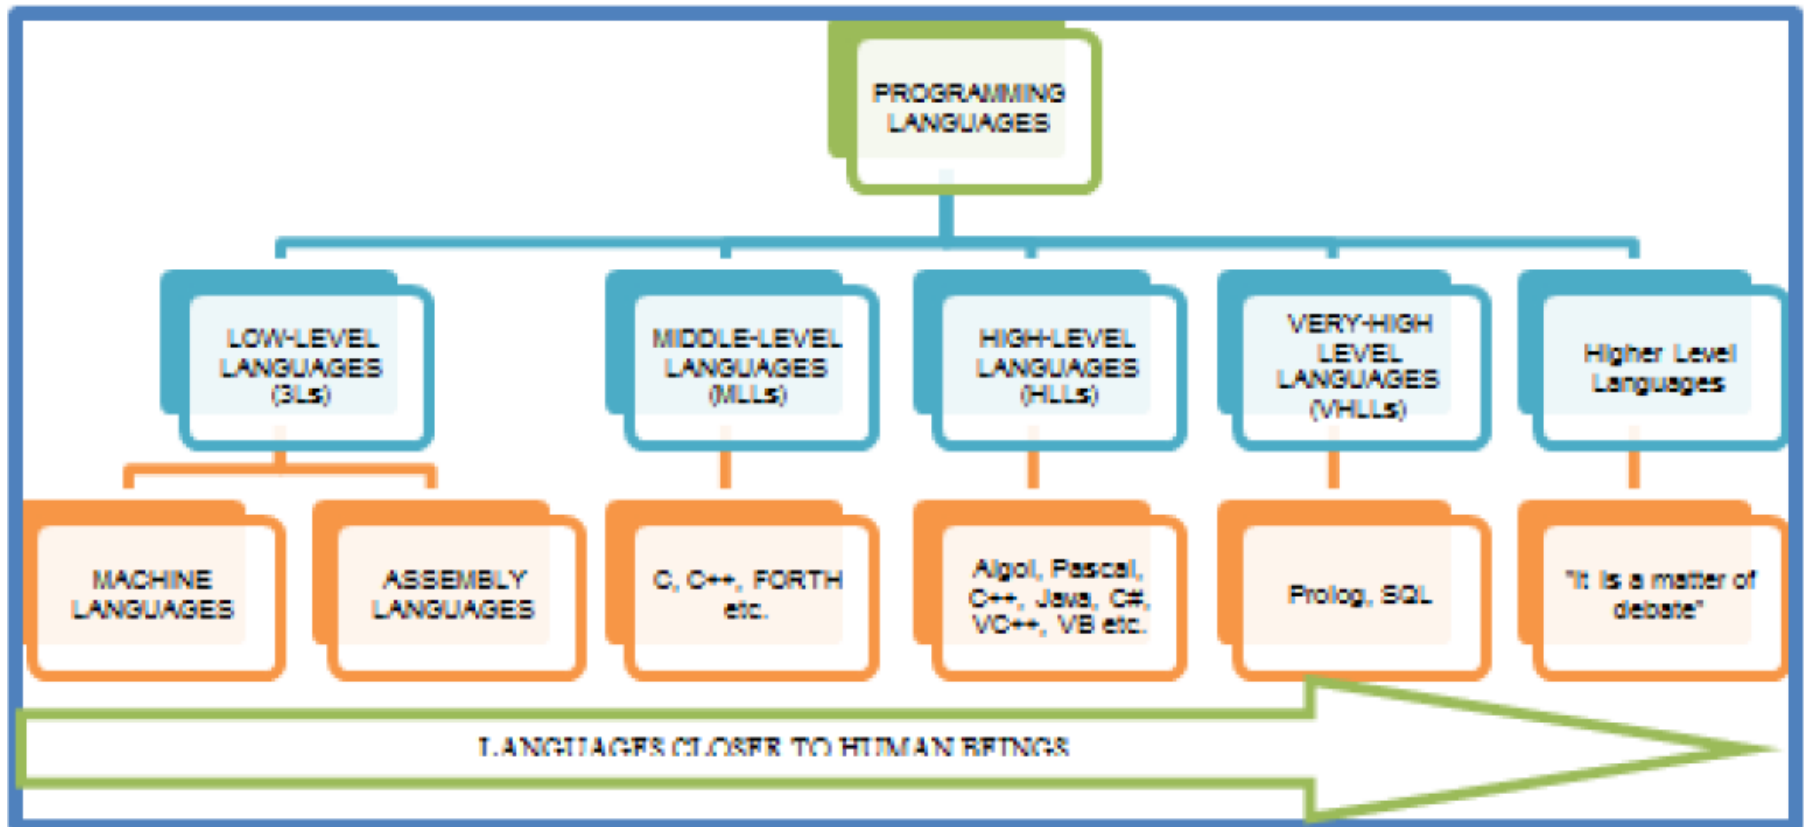 PROGRAMMING
LANGUAGES
LOW-LEVEL
LANGUAGES
(3Ls)
MIDDLE-LEVEL
LANGUAGES
(MLLs)
HIGH-LEVEL
LANGUAGES
(HLLs)
VERY-HIGH
LEVEL
LANGUAGES
(VHLLs)
Higher Level
Languages
MACHINE
LANGUAGES
ASSEMBLY
LANGUAGES
C, C++, FORTH
etc.
Algol, Pascal,
C++, Java, C#,
VC++, VB etc.
Prolog, SQL
"It is a matter of
debate"
LANGUAGES CLOSER TO HUMAN BEINGS